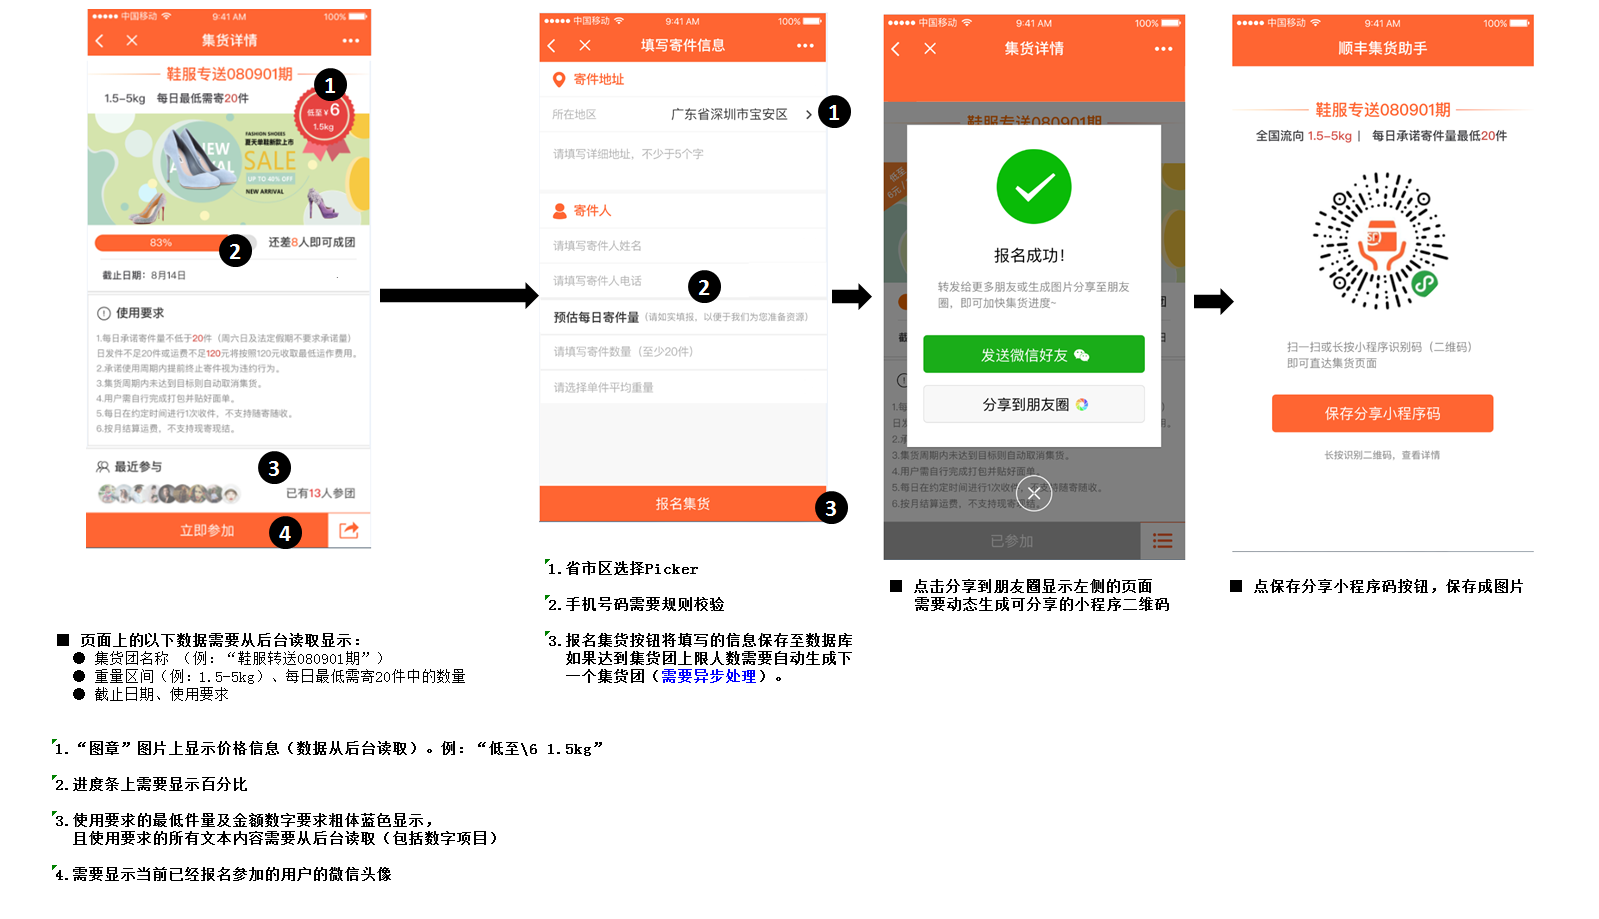 中国移动 9:41 AM 100%
集货详情
鞋服专送080901期
1.5-5kg 每日最低需寄20件
1
低至¥6
1.5kg
FASHION SHOES
夏天单鞋新款上市
NEW
ARRIVAL
SALE
UP TO 40% OFF
NEW ARRIVAL
83%
2
还差8人即可成团
截止日期：8月14日
使用要求
1.每日承诺寄件量不低于20件（周六日及法定假期不要求承诺量）
日发件不足20件或运费不足120元将按照120元收取最低运作费用。
2.承诺使用周期内提前终止寄件视为违约行为。
3.集货周期内未达到目标则自动取消集货。
4.用户需自行完成打包并贴好面单。
5.每日在约定时间进行1次收件，不支持随寄随收。
6.按月结算运费，不支持现寄现结。
最近参与
3
已有13人参团
立即参加
4
中国移动 9:41 AM 100%
填写寄件信息
寄件地址
所在地区 广东省深圳市宝安区
1
请填写详细地址，不少于5个字
寄件人
请填写寄件人姓名
请填写寄件人电话
2
预估每日寄件量（请如实填报，以便于我们为您准备资源）
请填写寄件数量（至少20件）
请选择单件平均重量
报名集货
3
中国移动 9:41 AM 100%
集货详情
鞋服专送080901期
低至
6元/
报名成功！
转发给更多朋友或生成图片分享至朋友
圈，即可加快集货进度~
发送微信好友
分享到朋友圈
3.集货周期内未达到目标则自动取消集货。
4.用户需自行完成打包并贴好面单。
5.每日在约定时间进行1次收件，不支持随寄随收。
6.按月结算运费，不支持现寄现结。
已参加
中国移动 9:41 AM 100%
顺丰集货助手
鞋服专送080901期
全国流向 1.5-5kg | 每日承诺寄件量最低20件
扫一扫或长按小程序识别码（二维码）
即可直达集货页面
保存分享小程序码
长按识别二维码，查看详情
1.省市区选择Picker
2.手机号码需要规则校验
3.报名集货按钮将填写的信息保存至数据库
如果达到集货团上限人数需要自动生成下
一个集货团（需要异步处理）。
■ 点击分享到朋友圈显示左侧的页面
需要动态生成可分享的小程序二维码
■ 点保存分享小程序码按钮，保存成图片
■ 页面上的以下数据需要从后台读取显示：
● 集货团名称 （例：“鞋服转送080901期”）
● 重量区间（例：1.5-5kg）、每日最低需寄20件中的数量
● 截止日期、使用要求
1.“图章”图片上显示价格信息（数据从后台读取）。例：“低至\6 1.5kg”
2.进度条上需要显示百分比
3.使用要求的最低件量及金额数字要求粗体蓝色显示，
且使用要求的所有文本内容需要从后台读取（包括数字项目）
4.需要显示当前已经报名参加的用户的微信头像